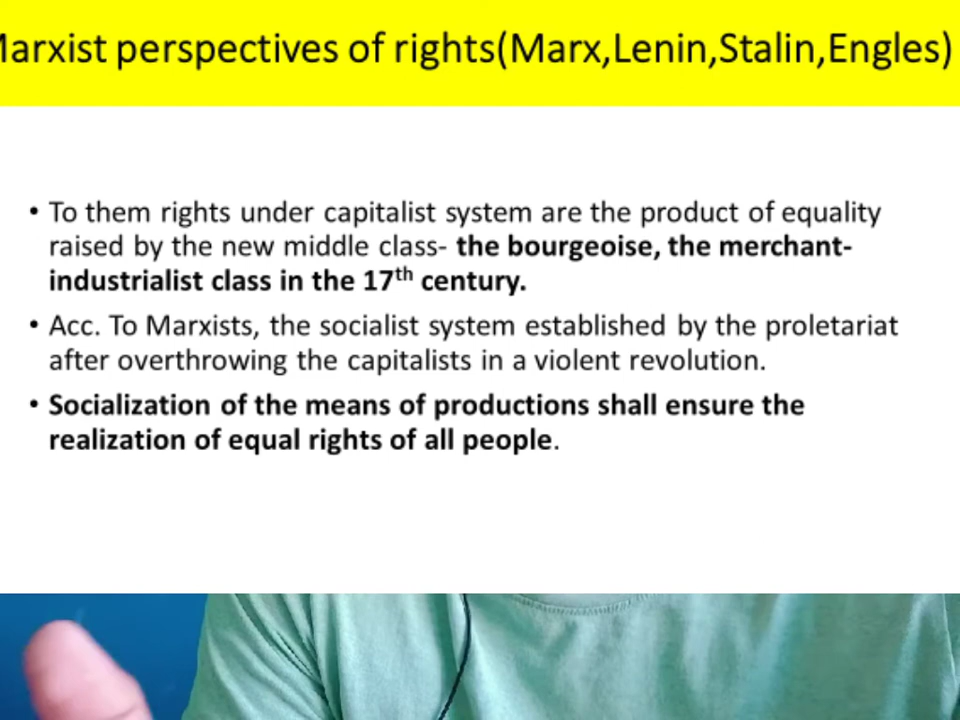 Marxist perspectives of rights(Marx,Lenin,Stalin,Engles)
• To them rights under capitalist system are the product of equality
raised by the new middle class- the bourgeoise, the merchant-
industrialist class in the 17th century.
• Acc. To Marxists, the socialist system established by the proletariat
after overthrowing the capitalists in a violent revolution.
• Socialization of the means of productions shall ensure the
realization of equal rights of all people.